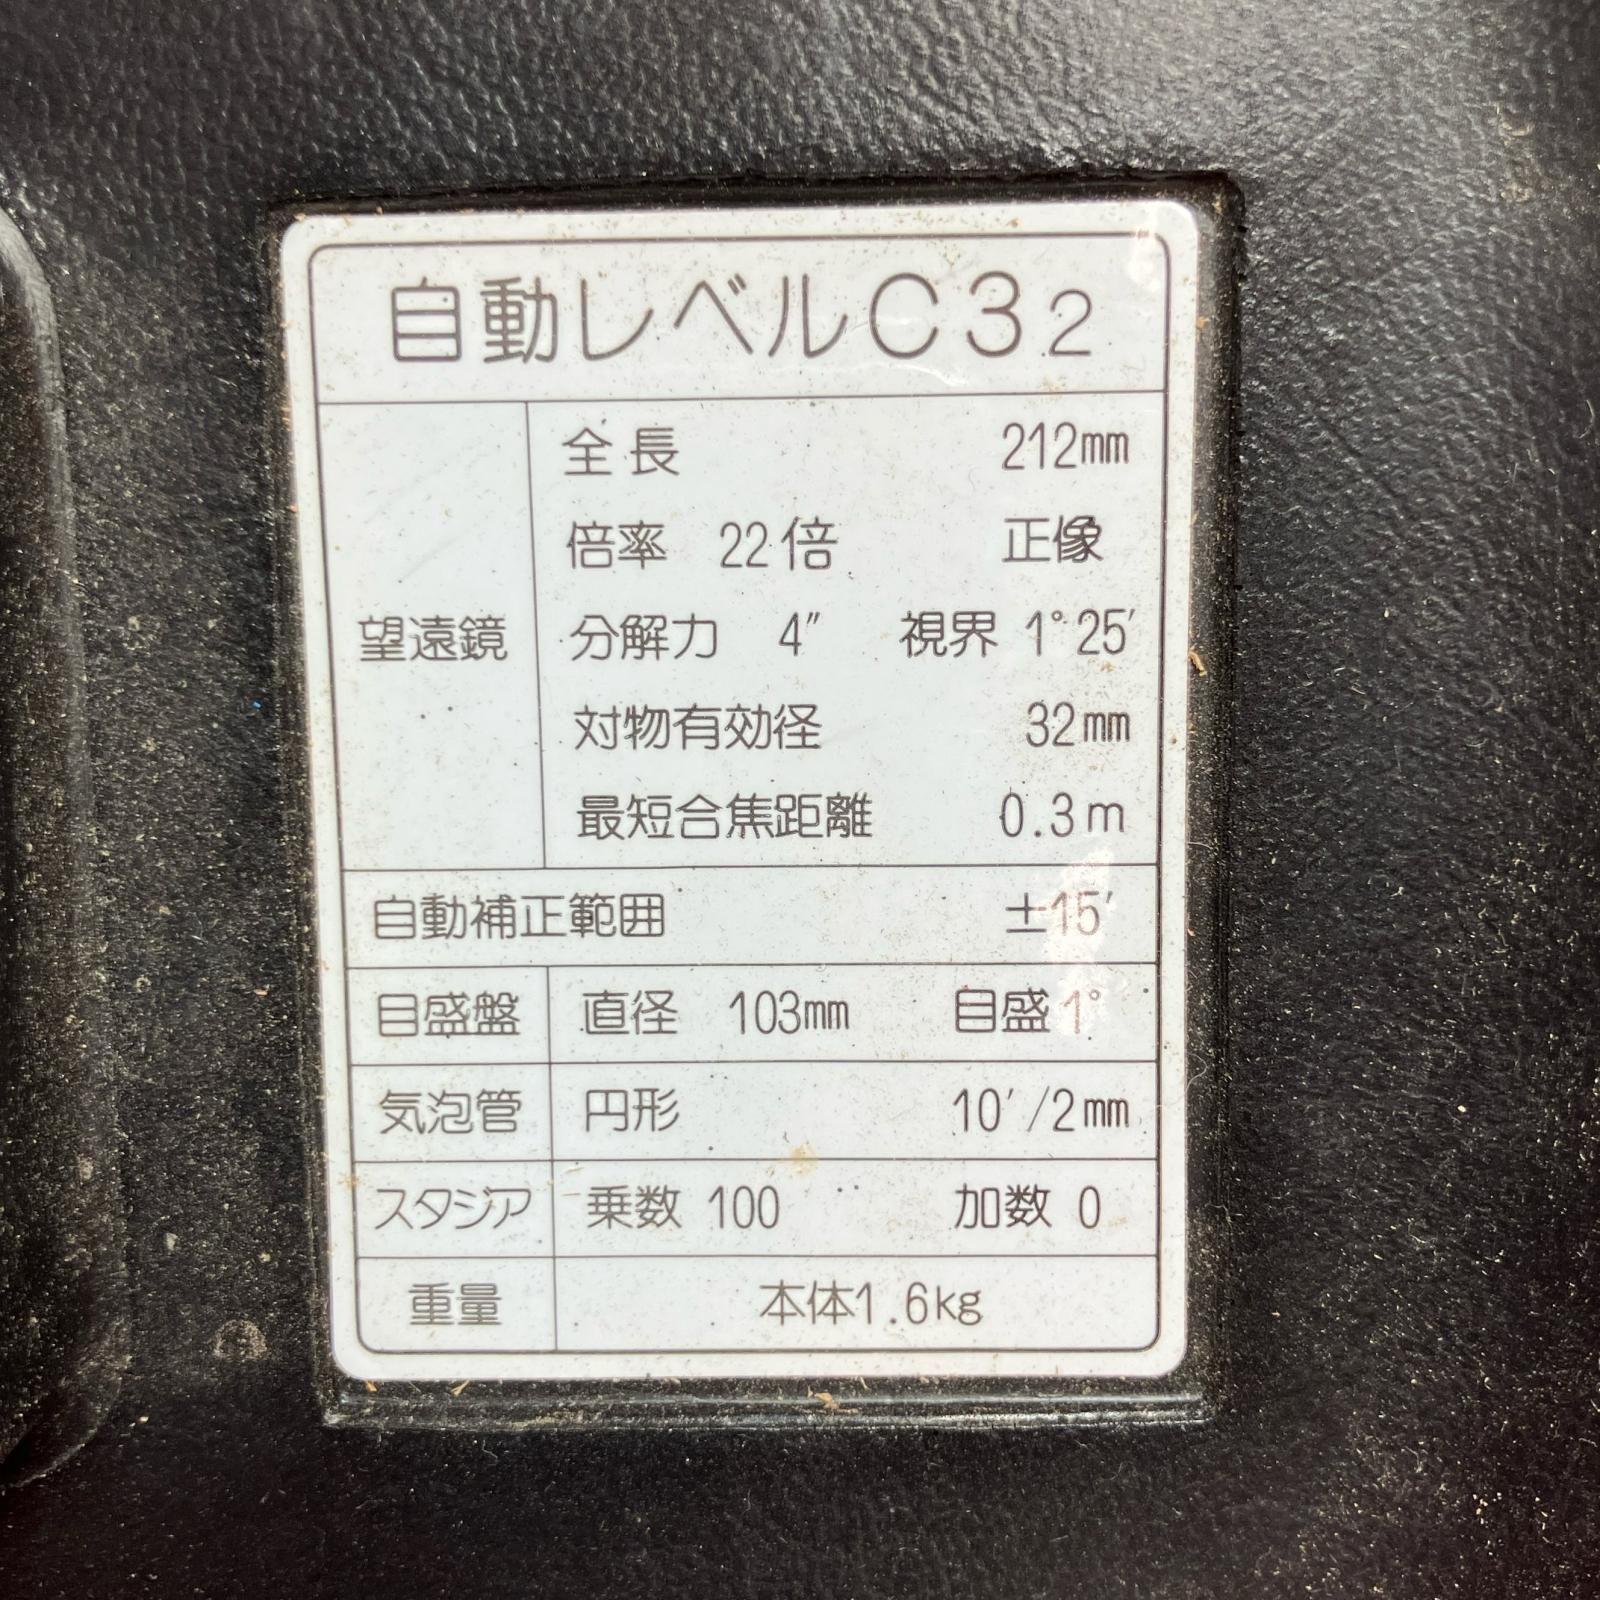 自動レベルC32
望遠鏡
全長 212mm
倍率 22倍 正像
分解力 4″ 視界 1°25′
対物有効径 32mm
最短合焦距離 0.3m
自動補正範囲 ±15′
目盛盤 直径 103mm 目盛1°
気泡管 円形 10′/2mm
スタジア 乗数 100 加数 0
重量 本体1.6kg